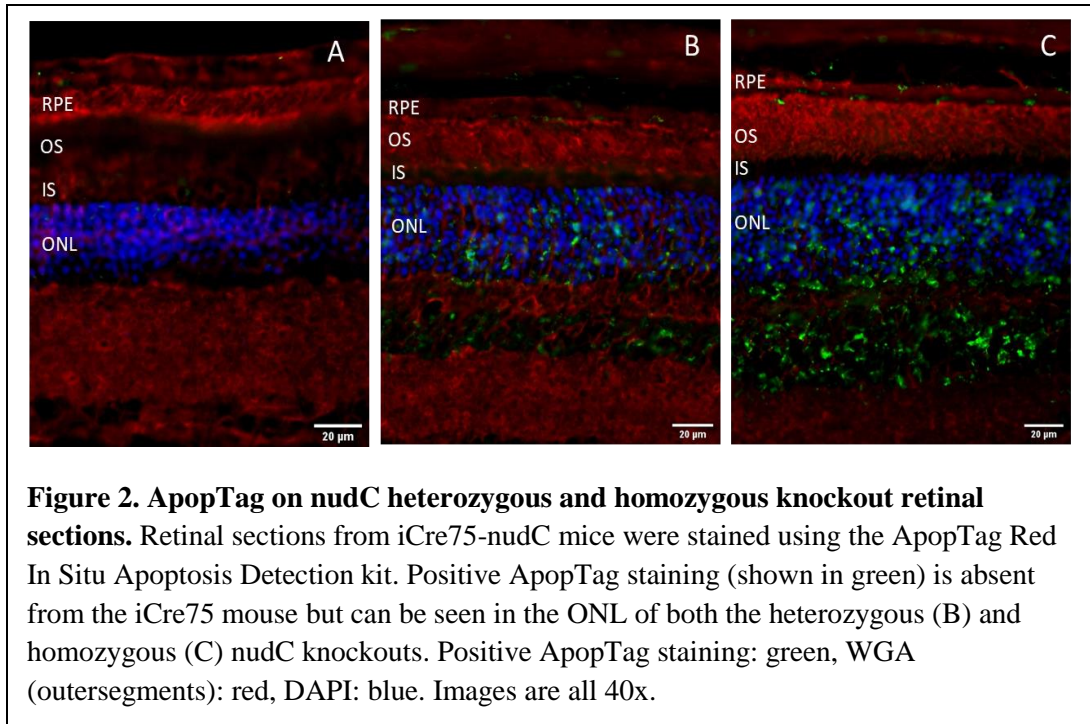 A
RPE
OS
IS
ONL
20 μm
B
RPE
OS
IS
ONL
20 μm
C
RPE
OS
IS
ONL
20 μm
Figure 2. ApopTag on nudC heterozygous and homozygous knockout retinal
sections. Retinal sections from iCre75-nudC mice were stained using the ApopTag Red
In Situ Apoptosis Detection kit. Positive ApopTag staining (shown in green) is absent
from the iCre75 mouse but can be seen in the ONL of both the heterozygous (B) and
homozygous (C) nudC knockouts. Positive ApopTag staining: green, WGA
(outersegments): red, DAPI: blue. Images are all 40x.